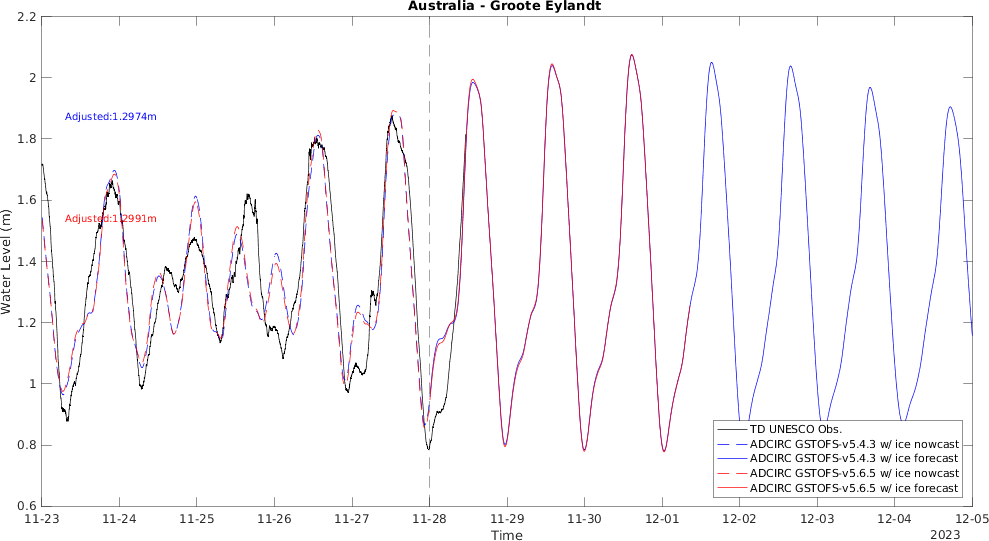 Australia - Groote Eylandt
2.2
2
1.8
1.6
1.4
1.2
1
0.8
0.6
Water Level (m)
Adjusted:1.2974m
Adjusted:1.2991m
TD UNESCO Obs.
ADCIRC GSTOFS-v5.4.3 w/ ice nowcast
ADCIRC GSTOFS-v5.4.3 w/ ice forecast
ADCIRC GSTOFS-v5.6.5 w/ ice nowcast
ADCIRC GSTOFS-v5.6.5 w/ ice forecast
11-23 11-24 11-25 11-26 11-27 11-28 11-29 11-30 12-01 12-02 12-03 12-04 12-05
2023
Time